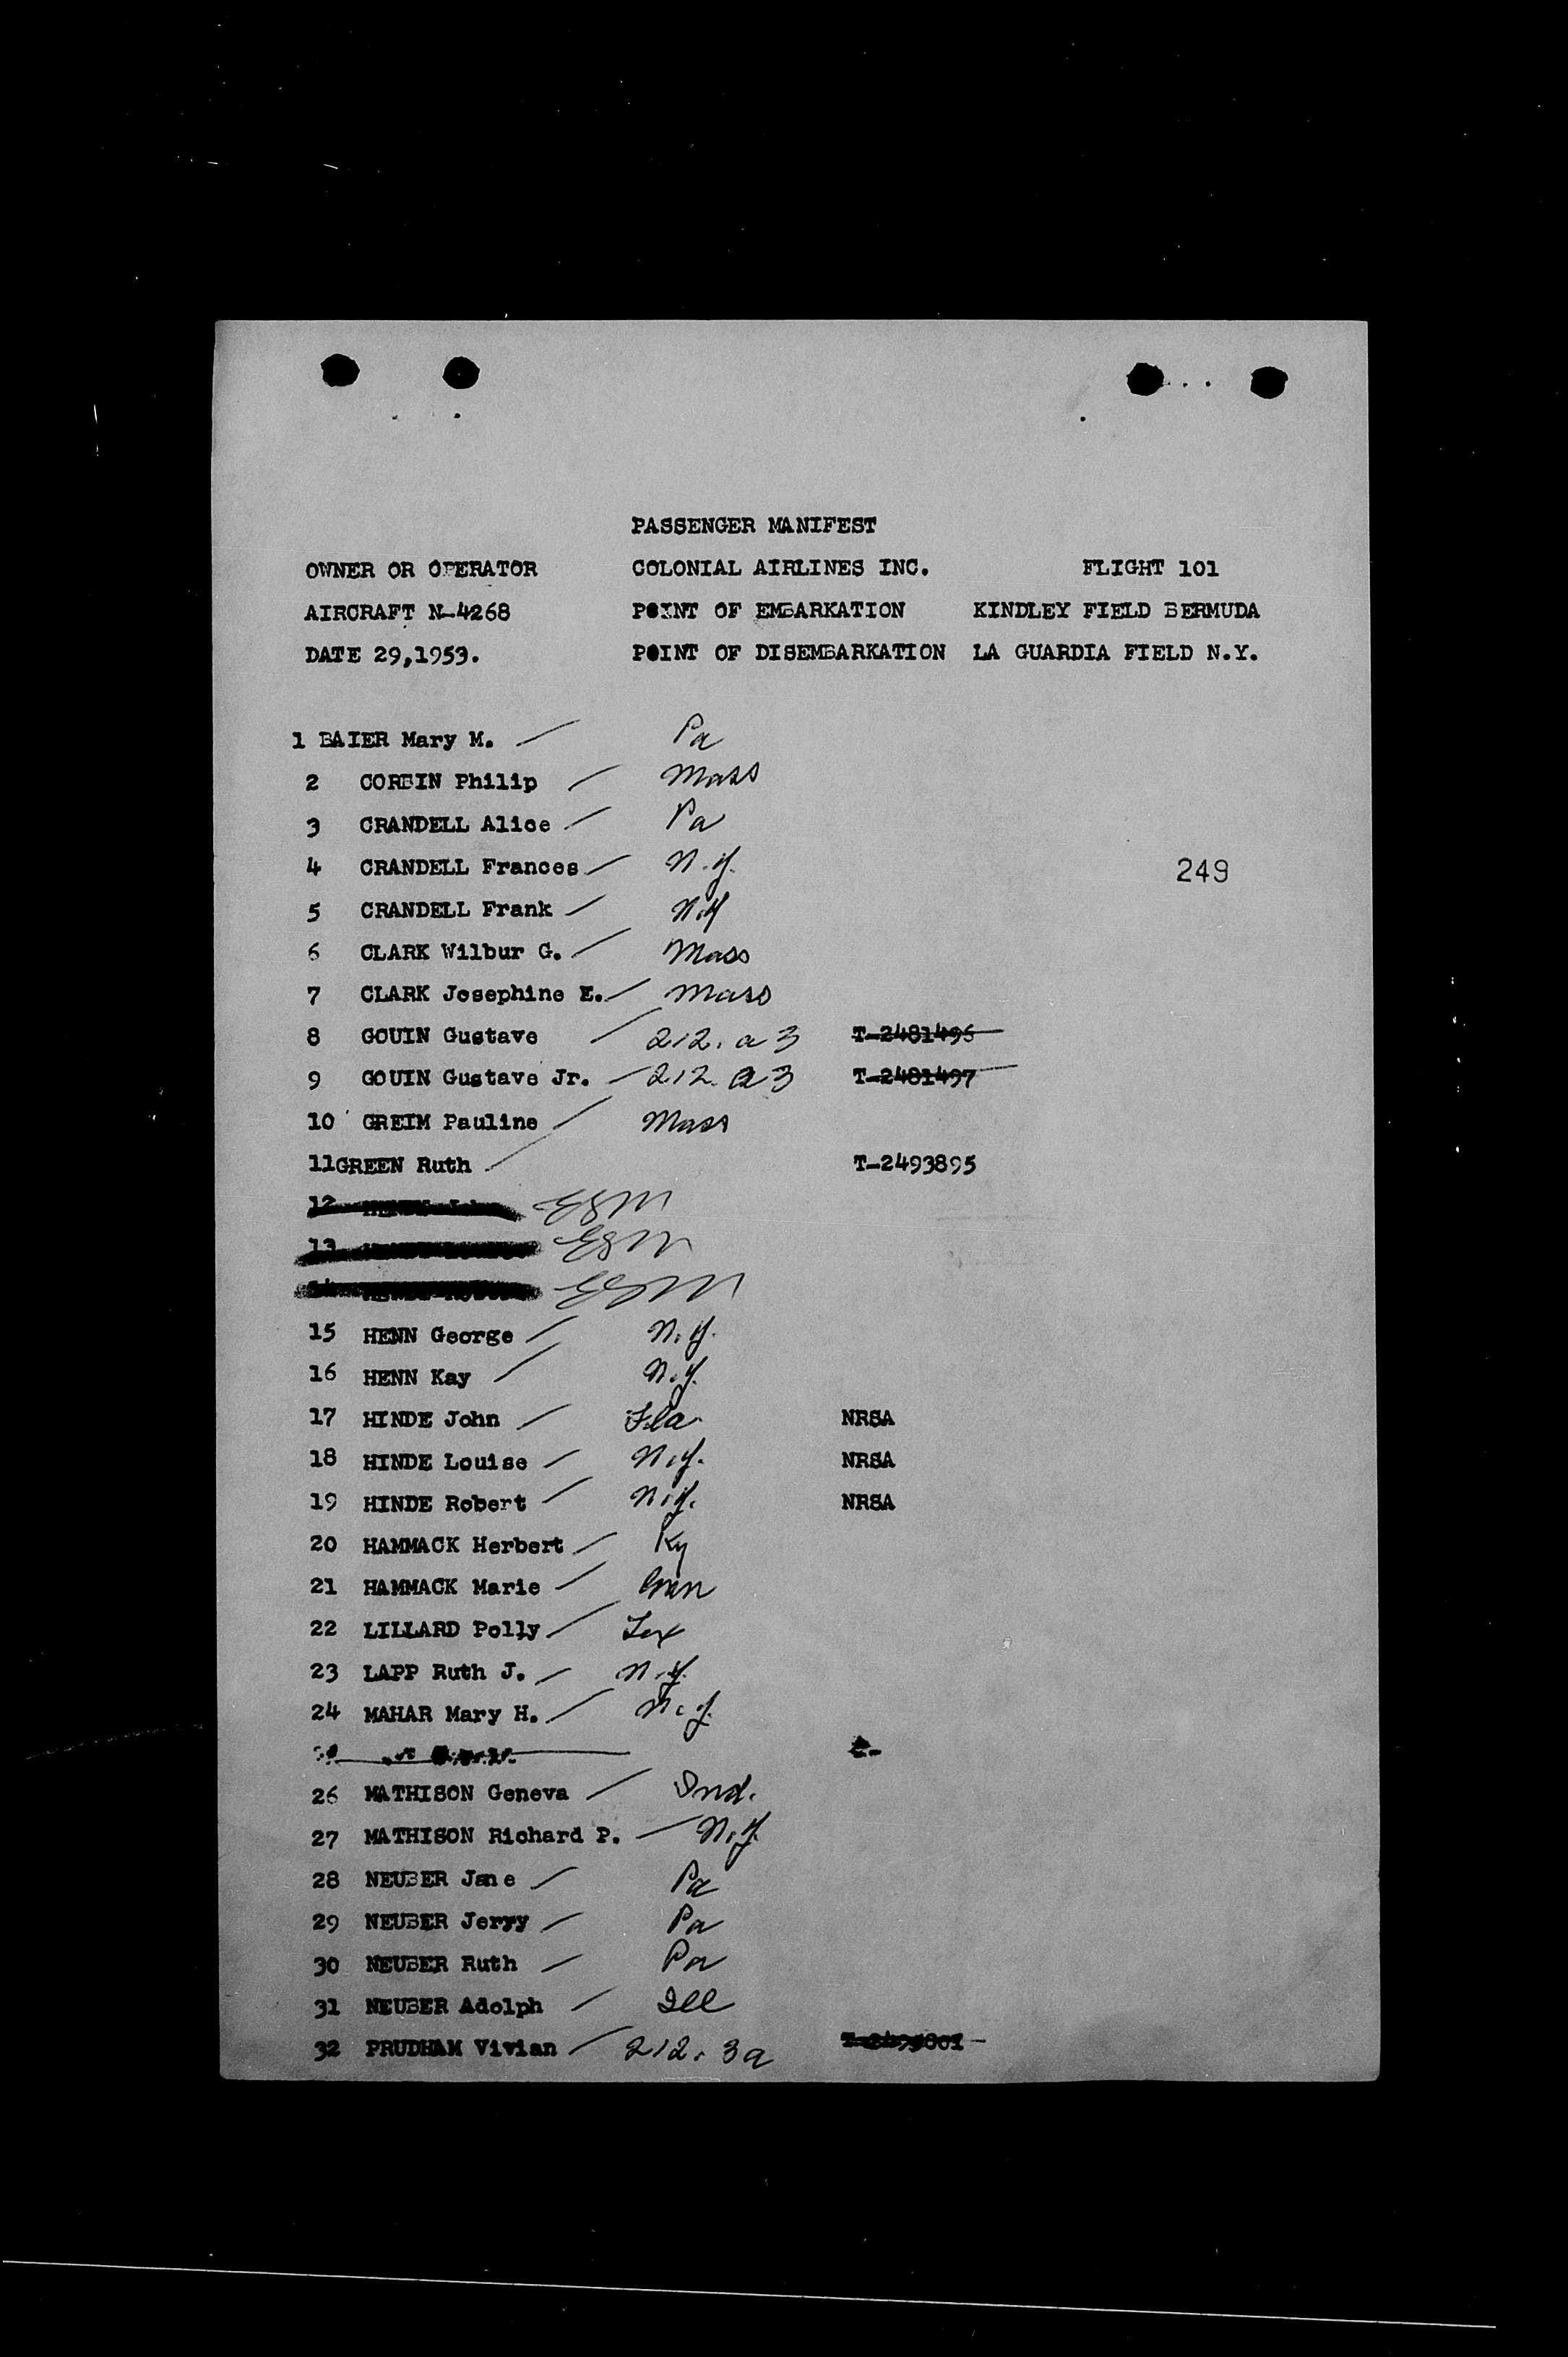 PASSENGER MANIFEST
OWNER OR OPERATOR COLONIAL AIRLINES INC. FLIGHT 101
AIRCRAFT N-4268 POINT OF EMBARKATION KINDLEY FIELD BERMUDA
DATE 29,1953. POINT OF DISEMBARKATION LA GUARDIA FIELD N.Y.
1 BAIER Mary M. Pa
2 CORBIN Philip Mass
3 CRANDELL Alice Pa
4 CRANDELL Frances N.Y.
249
5 CRANDELL Frank N.Y
6 CLARK Wilbur G. Mass
7 CLARK Josephine E. Mass
8 GOUIN Gustave 212. a 3 T-2481496
9 GOUIN Gustave Jr. 212. a 3 T-2481497
10 GREIM Pauline Mass
11GREEN Ruth T-2493895
12
13
15 HENN George N.Y.
16 HENN Kay N.Y.
17 HINDE John Fla. NRSA
18 HINDE Louise N.Y. NRSA
19 HINDE Robert N.Y. NRSA
20 HAMMACK Herbert Ky
21 HAMMACK Marie
22 LILLARD Polly Tex
23 LAPP Ruth J. N.Y.
24 MAHAR Mary H.
26 MATHISON Geneva Ind.
27 MATHISON Richard P. N.Y.
28 NEUBER Jane Pa
29 NEUBER Jerry Pa
30 NEUBER Ruth Pa
31 NEUBER Adolph Ill
32 PRUDHAM Vivian 212. 3a